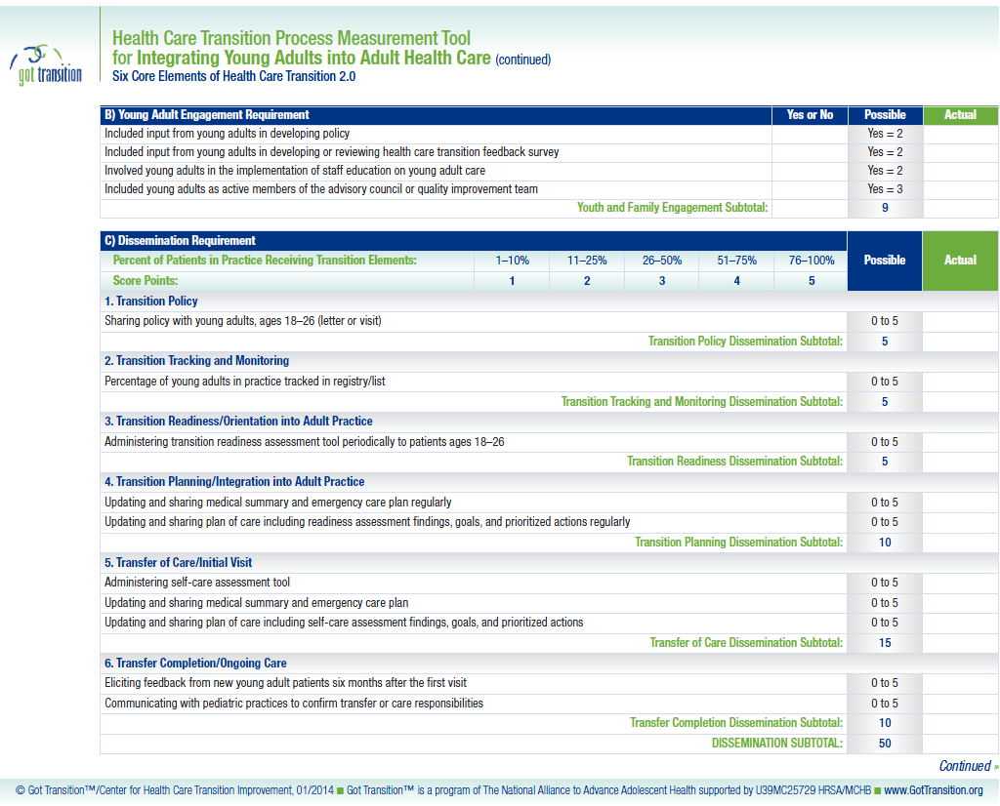 got transition
Health Care Transition Process Measurement Tool
for Integrating Young Adults into Adult Health Care (continued)
Six Core Elements of Health Care Transition 2.0
B) Young Adult Engagement Requirement Yes or No Possible Actual
Included input from young adults in developing policy Yes = 2
Included input from young adults in developing or reviewing health care transition feedback survey Yes = 2
Involved young adults in the implementation of staff education on young adult care Yes = 2
Included young adults as active members of the advisory council or quality improvement team Yes = 3
Youth and Family Engagement Subtotal: 9
C) Dissemination Requirement
Percent of Patients in Practice Receiving Transition Elements: 1–10% 11–25% 26–50% 51–75% 76–100% Possible Actual
Score Points: 1 2 3 4 5
1. Transition Policy
Sharing policy with young adults, ages 18–26 (letter or visit) 0 to 5
Transition Policy Dissemination Subtotal: 5
2. Transition Tracking and Monitoring
Percentage of young adults in practice tracked in registry/list 0 to 5
Transition Tracking and Monitoring Dissemination Subtotal: 5
3. Transition Readiness/Orientation into Adult Practice
Administering transition readiness assessment tool periodically to patients ages 18–26 0 to 5
Transition Readiness Dissemination Subtotal: 5
4. Transition Planning/Integration into Adult Practice
Updating and sharing medical summary and emergency care plan regularly 0 to 5
Updating and sharing plan of care including readiness assessment findings, goals, and prioritized actions regularly 0 to 5
Transition Planning Dissemination Subtotal: 10
5. Transfer of Care/Initial Visit
Administering self-care assessment tool 0 to 5
Updating and sharing medical summary and emergency care plan 0 to 5
Updating and sharing plan of care including self-care assessment findings, goals, and prioritized actions 0 to 5
Transfer of Care Dissemination Subtotal: 15
6. Transfer Completion/Ongoing Care
Eliciting feedback from new young adult patients six months after the first visit 0 to 5
Communicating with pediatric practices to confirm transfer or care responsibilities 0 to 5
Transfer Completion Dissemination Subtotal: 10
DISSEMINATION SUBTOTAL: 50
Continued »
© Got Transition™/Center for Health Care Transition Improvement, 01/2014 ■ Got Transition™ is a program of The National Alliance to Advance Adolescent Health supported by U39MC25729 HRSA/MCHB ■ www.GotTransition.org